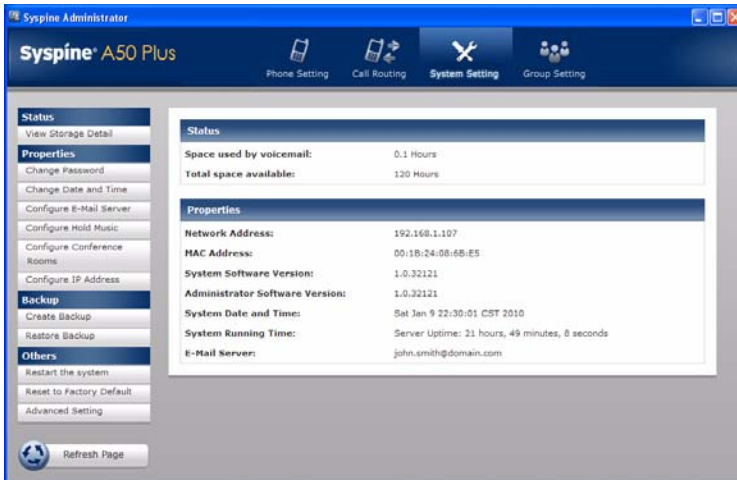 Syspine Administrator
Syspine® A50 Plus
Phone Setting
Call Routing
System Setting
Group Setting
Status
View Storage Detail
Properties
Change Password
Change Date and Time
Configure E-Mail Server
Configure Hold Music
Configure Conference
Rooms
Configure IP Address
Backup
Create Backup
Restore Backup
Others
Restart the system
Reset to Factory Default
Advanced Setting
Refresh Page
Status
Space used by voicemail: 0.1 Hours
Total space available: 120 Hours
Properties
Network Address: 192.168.1.107
MAC Address: 00:1B:24:08:6B:E5
System Software Version: 1.0.32121
Administrator Software Version: 1.0.32121
System Date and Time: Sat Jan 9 22:30:01 CST 2010
System Running Time: Server Uptime: 21 hours, 49 minutes, 8 seconds
E-Mail Server: john.smith@domain.com